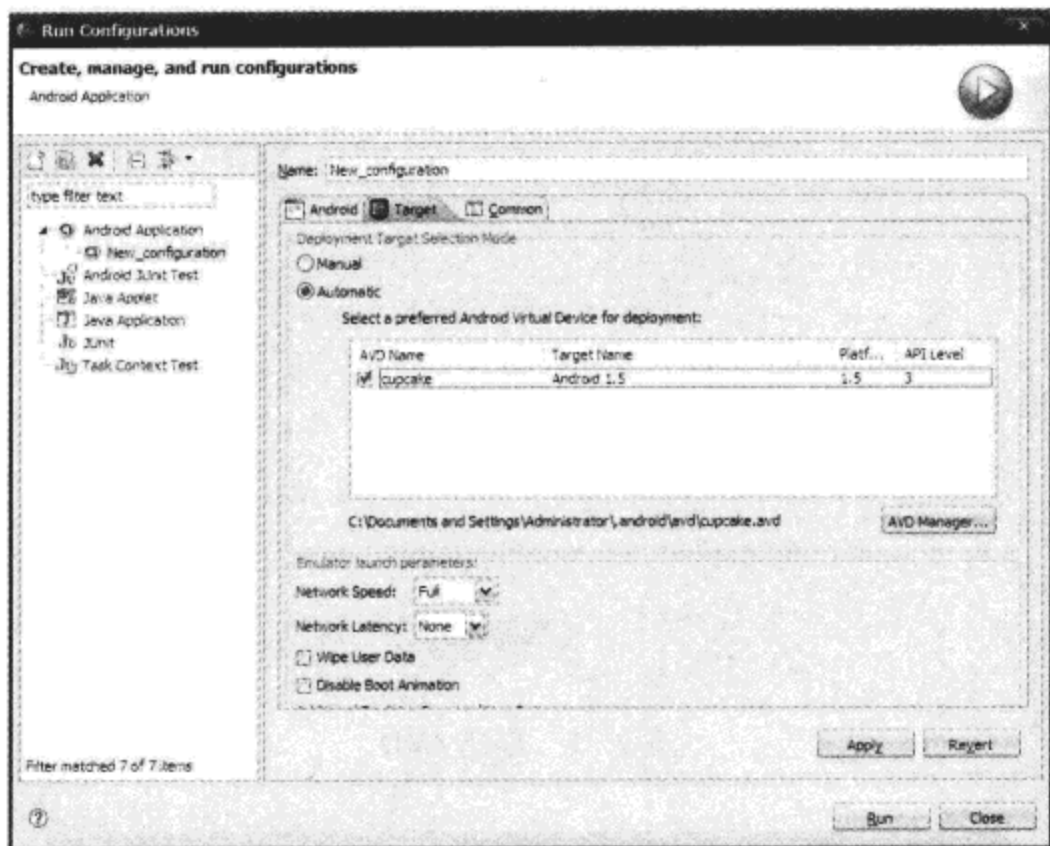 Run Configurations
Create, manage, and run configurations
Android Application
type filter text
Android Application
New_configuration
Android JUnit Test
Java Applet
Java Application
JUnit
Task Context Test
Filter matched 7 of 7 items
Name: New_configuration
Android Target Common
Deployment Target Selection Mode
Manual
Automatic
Select a preferred Android Virtual Device for deployment:
AVD Name Target Name Platf... API Level
cupcake Android 1.5 1.5 3
C:\Documents and Settings\Administrator\.android\avd\cupcake.avd AVD Manager...
Emulator launch parameters:
Network Speed: Full
Network Latency: None
Wipe User Data
Disable Boot Animation
Apply Revert
Run Close